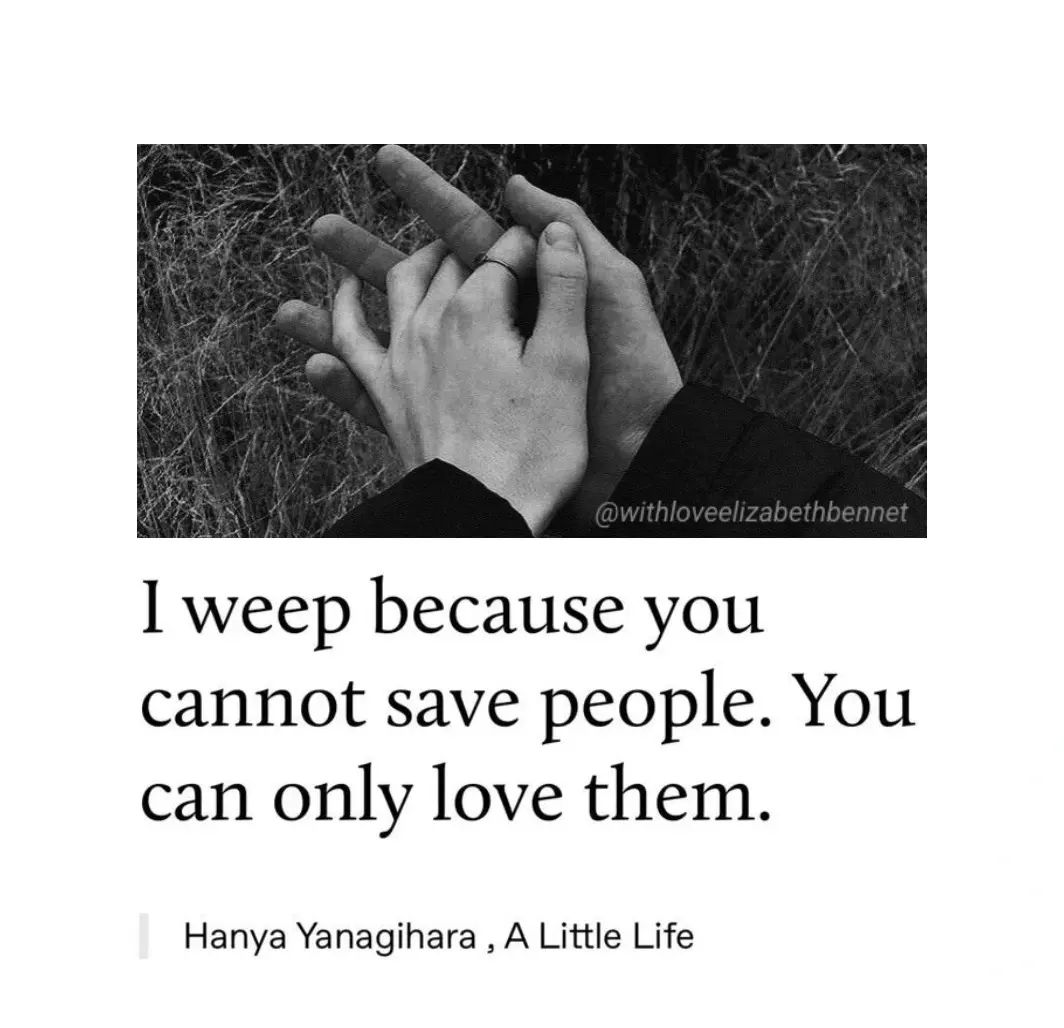 @withloveelizabethbennet
I weep because you
cannot save people. You
can only love them.
Hanya Yanagihara , A Little Life